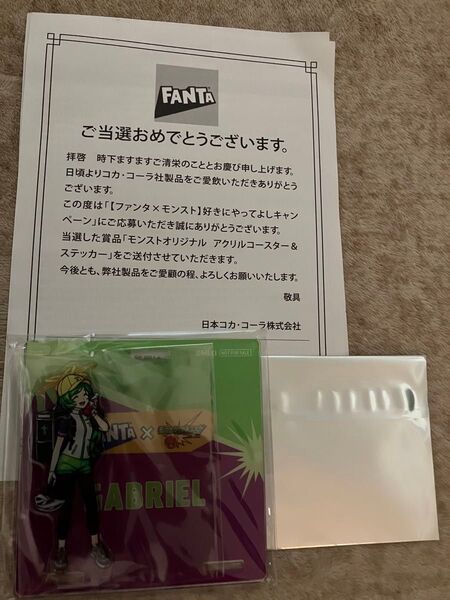 FANTA
ご当選おめでとうございます。
拝啓　時下ますますご清栄のこととお慶び申し上げます。
日頃よりコカ・コーラ社製品をご愛飲いただきありがとう
ございます。
この度は「【ファンタ×モンスト】好きにやってよしキャン
ペーン」にご応募いただき誠にありがとうございます。
当選した賞品「モンストオリジナル　アクリルコースター&
ステッカー」をご送付させていただきます。
今後とも、弊社製品をご愛顧の程、よろしくお願いいたします。
敬具
日本コカ・コーラ株式会社
NOT FOR SALE
FANTA ×
GABRIEL